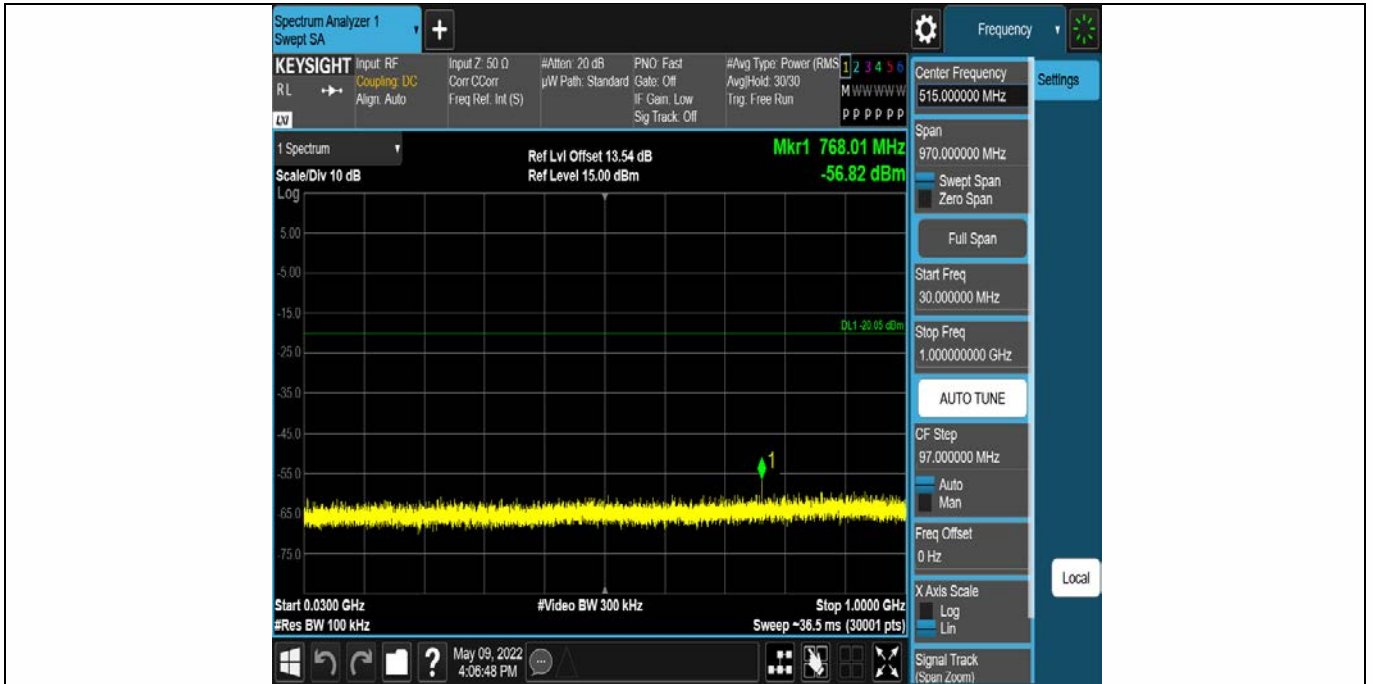 Spectrum Analyzer 1
Swept SA
+
Frequency
KEYSIGHT
RL
LXI
Input: RF
Coupling: DC
Align: Auto
Input Z: 50 Ω
Corr CCorr
Freq Ref: Int (S)
#Atten: 20 dB
µW Path: Standard
PNO: Fast
Gate: Off
IF Gain: Low
Sig Track: Off
#Avg Type: Power (RMS
Avg|Hold: 30/30
Trig: Free Run
1 2 3 4 5 6
M W W W W W
P P P P P P
1 Spectrum
Scale/Div 10 dB
Ref Lvl Offset 13.54 dB
Ref Level 15.00 dBm
Mkr1 768.01 MHz
-56.82 dBm
Log
5.00
-5.00
-15.0
DL1 -20.05 dBm
-25.0
-35.0
-45.0
1
-55.0
-65.0
-75.0
Start 0.0300 GHz
#Video BW 300 kHz
Stop 1.0000 GHz
#Res BW 100 kHz
Sweep ~36.5 ms (30001 pts)
?
May 09, 2022
4:06:48 PM
Center Frequency
515.000000 MHz
Span
970.000000 MHz
Swept Span
Zero Span
Full Span
Start Freq
30.000000 MHz
Stop Freq
1.000000000 GHz
AUTO TUNE
CF Step
97.000000 MHz
Auto
Man
Freq Offset
0 Hz
X Axis Scale
Log
Lin
Signal Track
(Span Zoom)
Settings
Local